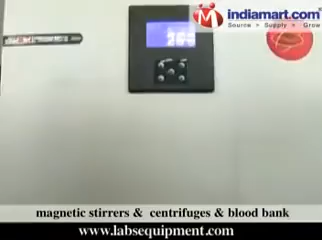 indiamart.com
Source > Supply > Grow
magnetic stirrers & centrifuges & blood bank
www.labsequipment.com